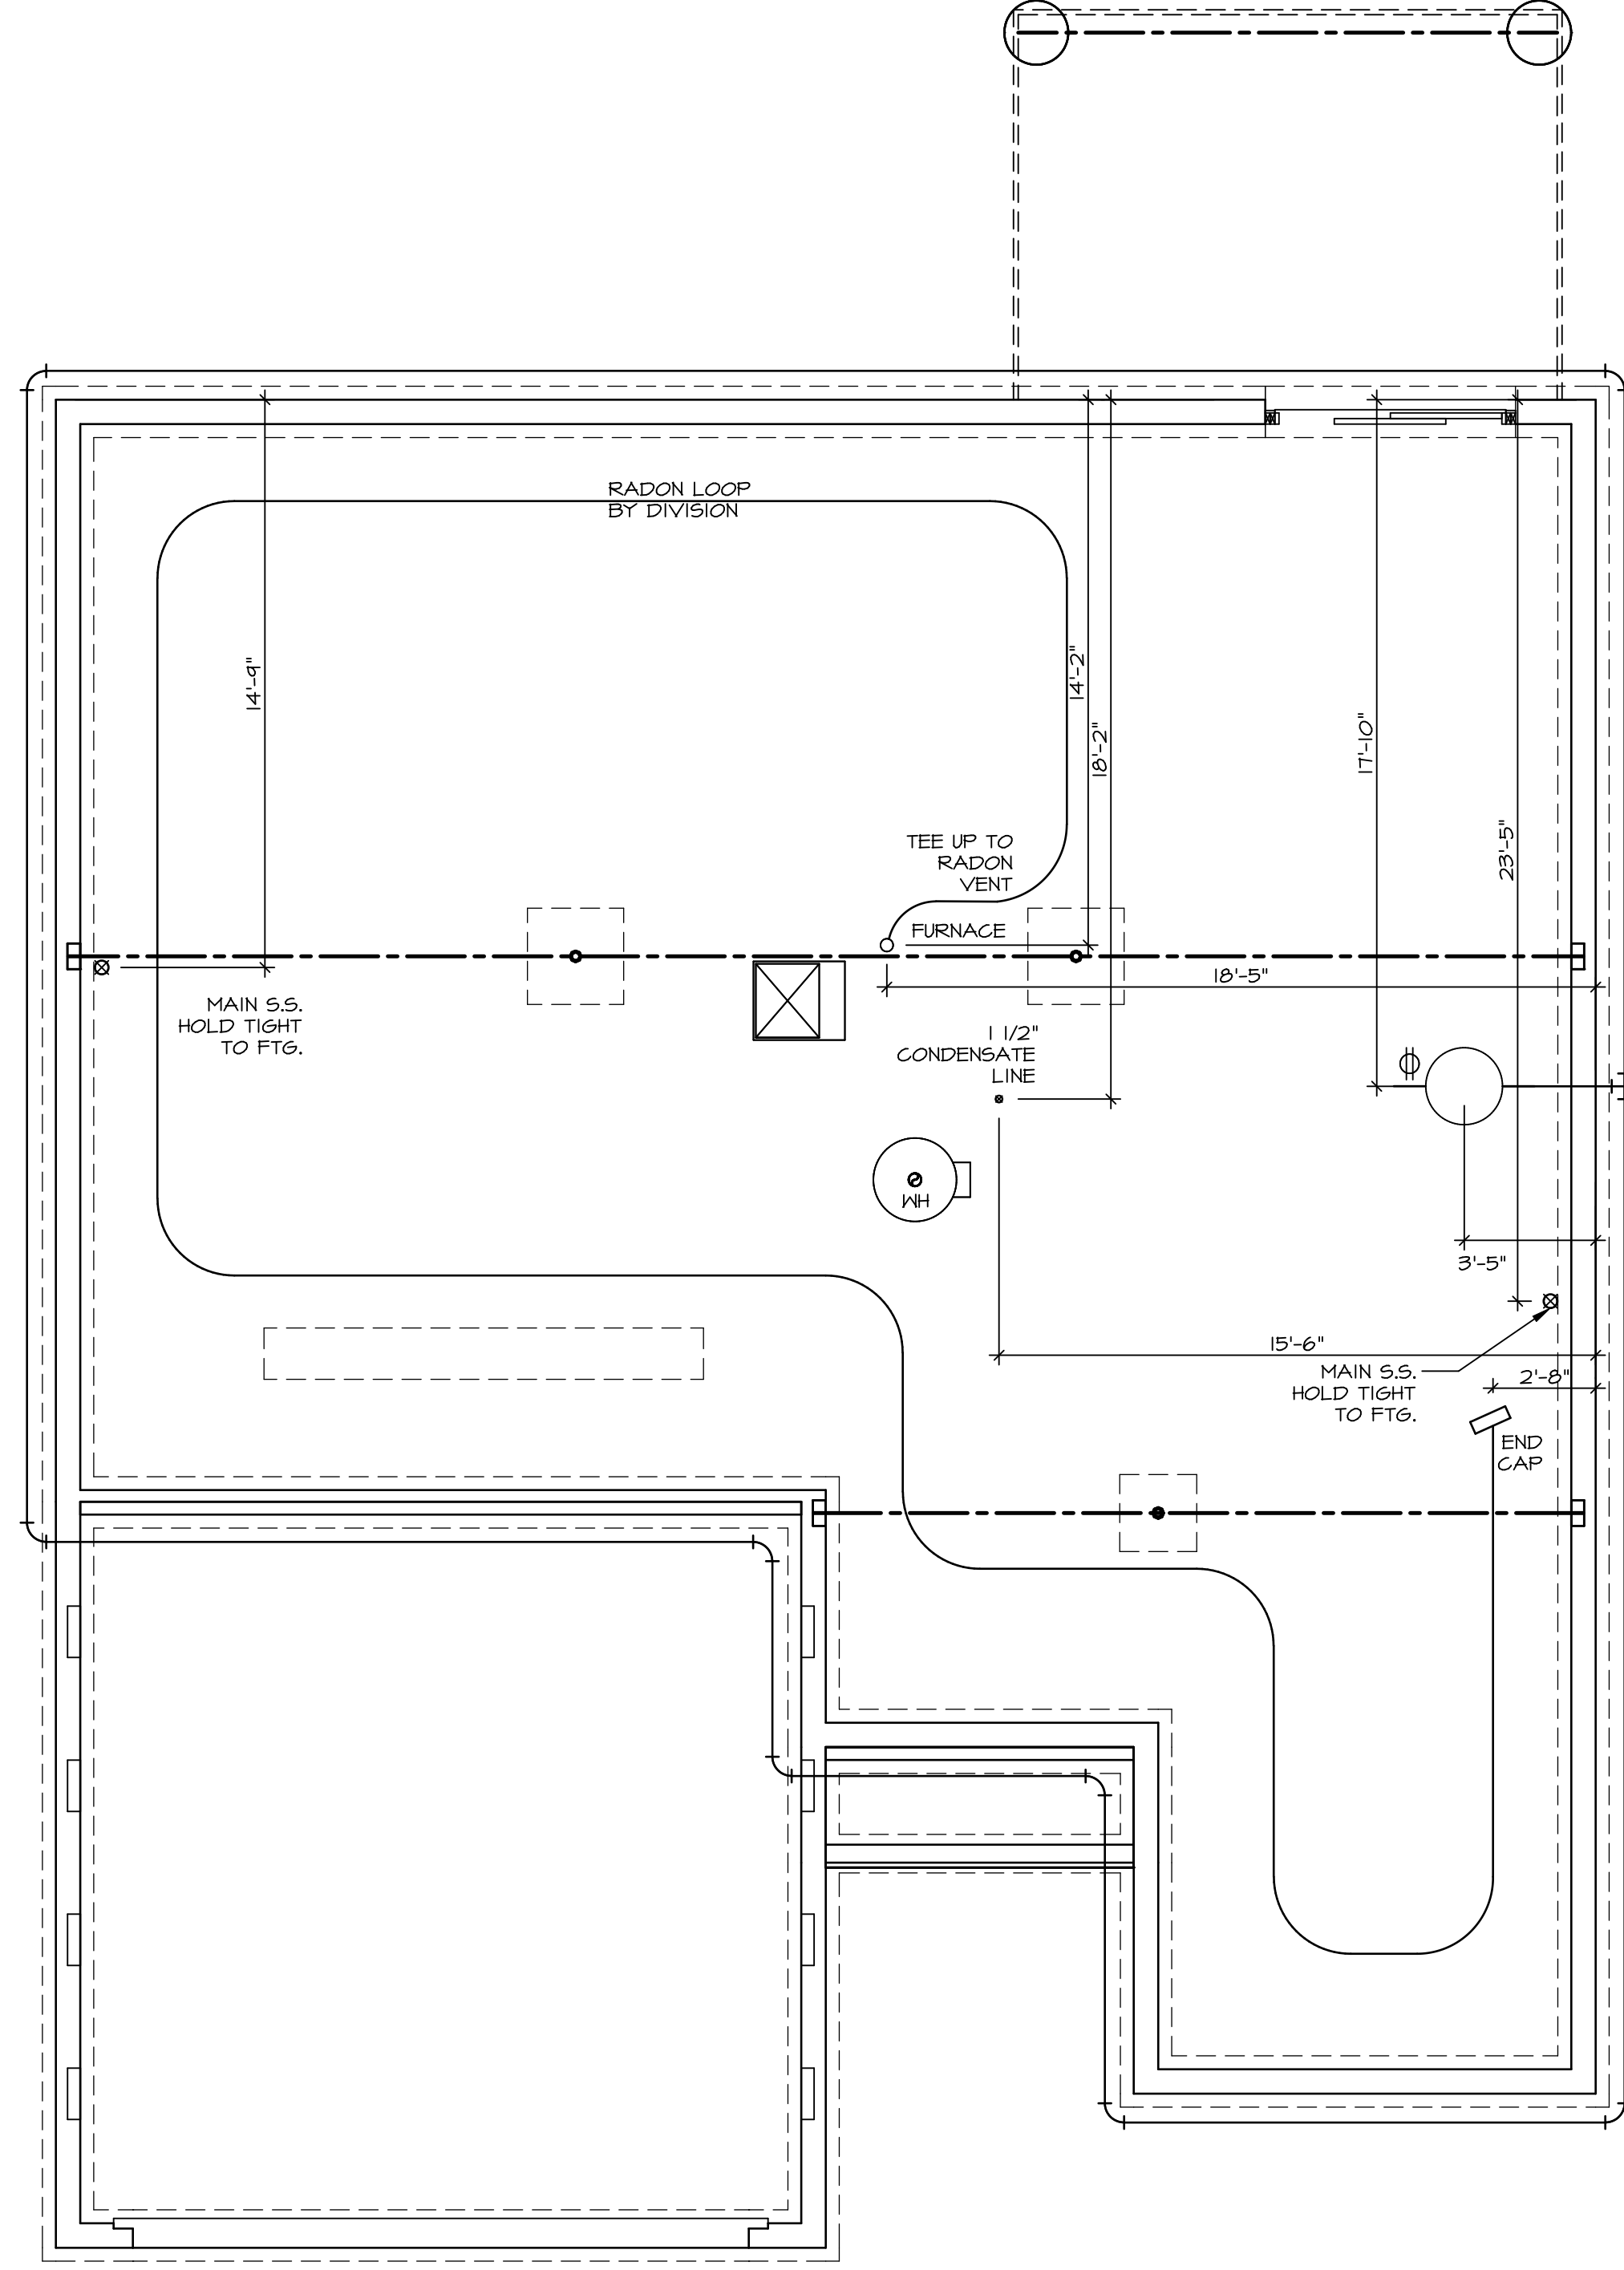 RADON LOOP
BY DIVISION
14'-9"
14'-2"
18'-2"
17'-10"
23'-5"
TEE UP TO
RADON
VENT
FURNACE
18'-5"
MAIN S.S.
HOLD TIGHT
TO FTG.
1 1/2"
CONDENSATE
LINE
WH
3'-5"
15'-6"
MAIN S.S.
HOLD TIGHT
TO FTG.
2'-8"
END
CAP